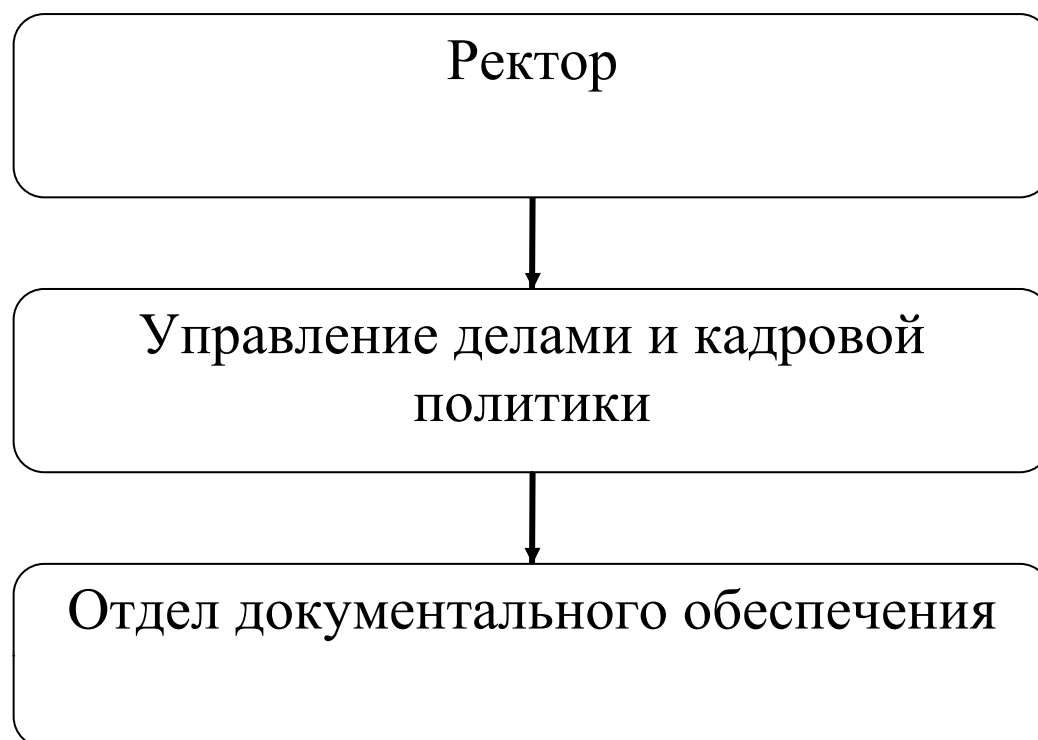 Ректор
Управление делами и кадровой
политики
Отдел документального обеспечения